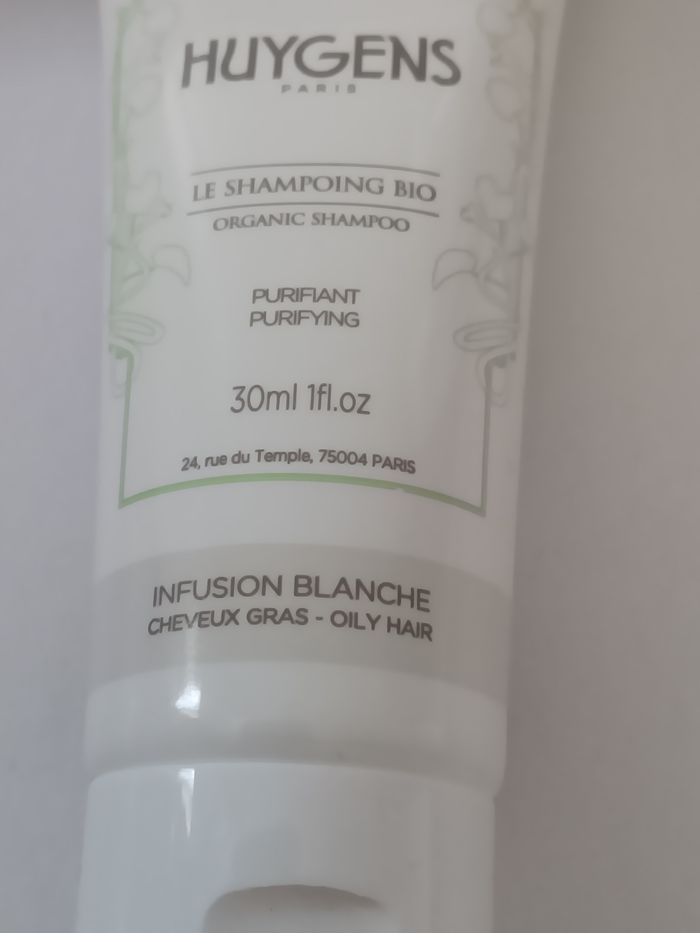 HUYGENS
PARIS
LE SHAMPOING BIO
ORGANIC SHAMPOO
PURIFIANT
PURIFYING
30ml 1fl.oz
24, rue du Temple, 75004 PARIS
INFUSION BLANCHE
CHEVEUX GRAS - OILY HAIR